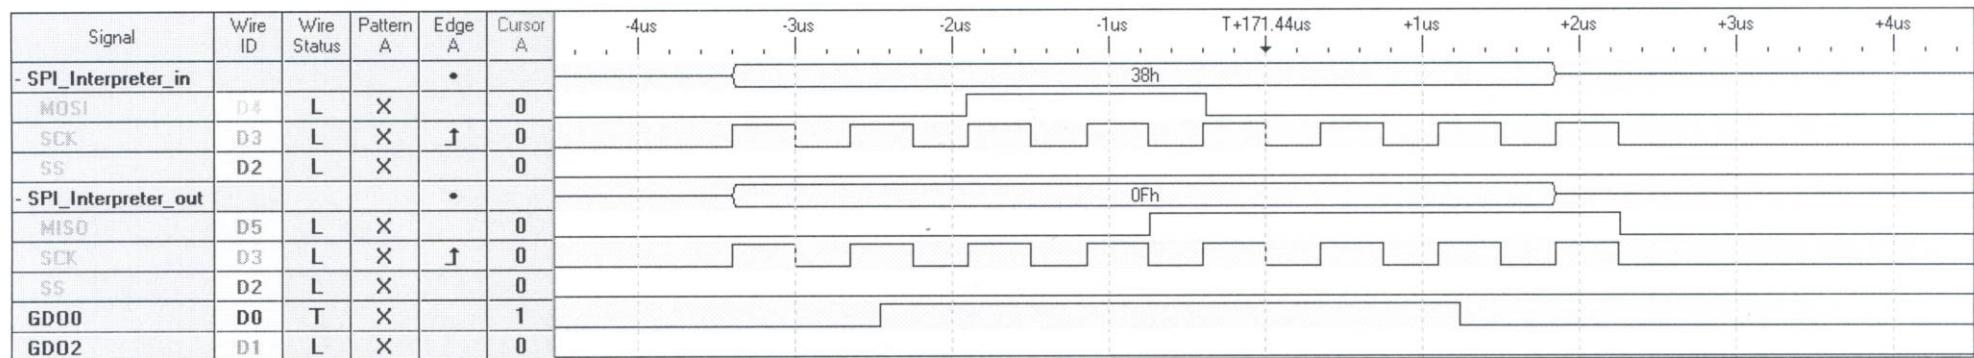 Signal Wire ID Wire Status Pattern A Edge A Cursor A -4us -3us -2us -1us T+171.44us +1us +2us +3us +4us
- SPI_Interpreter_in • 38h
MOSI D4 L X 0
SCK D3 L X ↥ 0
SS D2 L X 0
- SPI_Interpreter_out • 0Fh
MISO D5 L X 0
SCK D3 L X ↥ 0
SS D2 L X 0
GDO0 D0 T X 1
GDO2 D1 L X 0